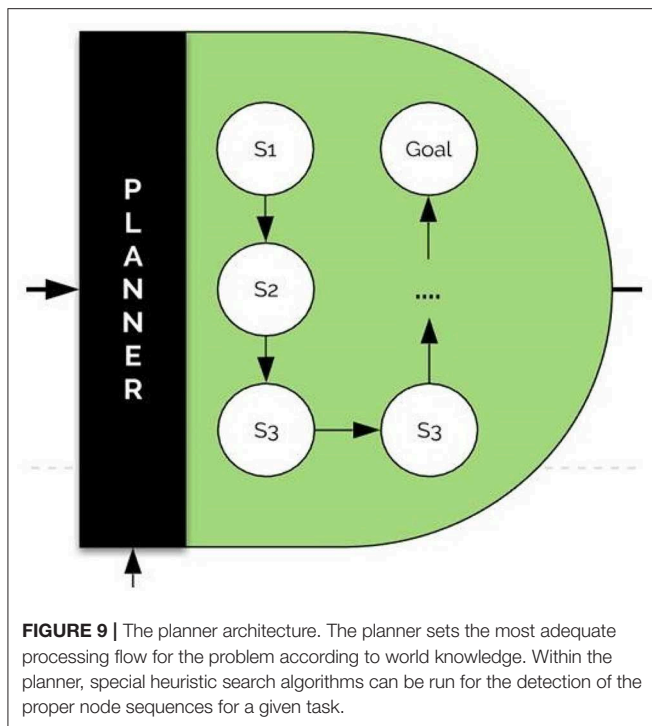 PLANNER
S1
Goal
S2
....
S3
S3
FIGURE 9 | The planner architecture. The planner sets the most adequate
processing flow for the problem according to world knowledge. Within the
planner, special heuristic search algorithms can be run for the detection of the
proper node sequences for a given task.